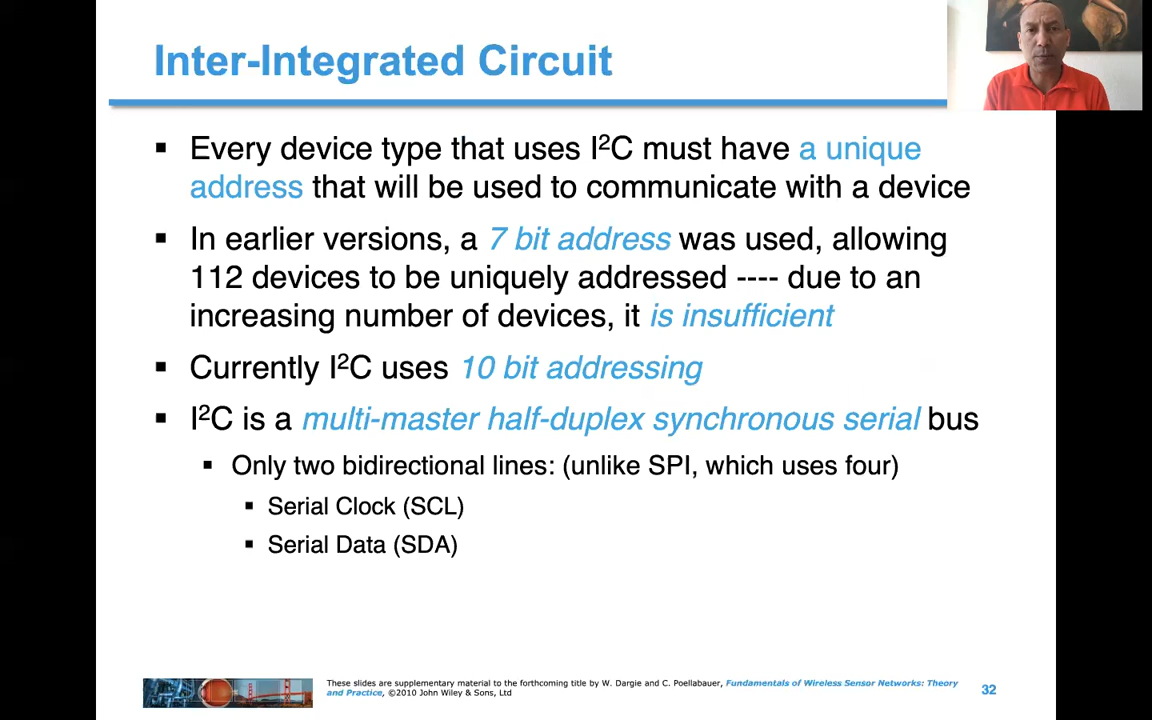 Inter-Integrated Circuit
▪ Every device type that uses I²C must have a unique
address that will be used to communicate with a device
▪ In earlier versions, a 7 bit address was used, allowing
112 devices to be uniquely addressed ---- due to an
increasing number of devices, it is insufficient
▪ Currently I²C uses 10 bit addressing
▪ I²C is a multi-master half-duplex synchronous serial bus
▪ Only two bidirectional lines: (unlike SPI, which uses four)
▪ Serial Clock (SCL)
▪ Serial Data (SDA)
These slides are supplementary material to the forthcoming title by W. Dargie and C. Poellabauer, Fundamentals of Wireless Sensor Networks: Theory
and Practice, ©2010 John Wiley & Sons, Ltd
32